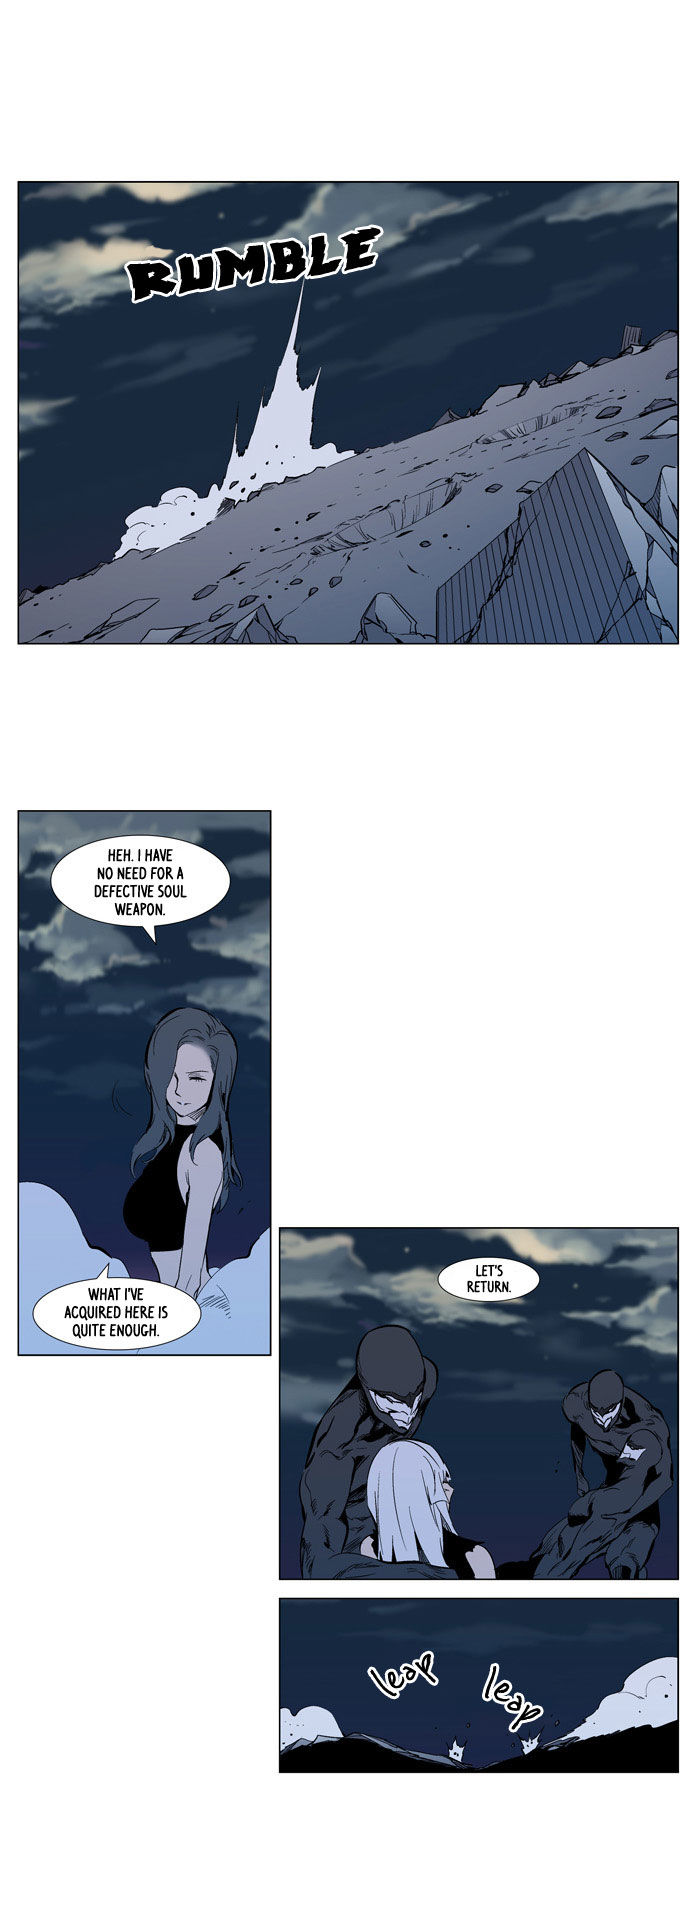 RUMBLE
HEH. I HAVE
NO NEED FOR A
DEFECTIVE SOUL
WEAPON.
WHAT I'VE
ACQUIRED HERE IS
QUITE ENOUGH.
LET'S
RETURN.
leap
leap